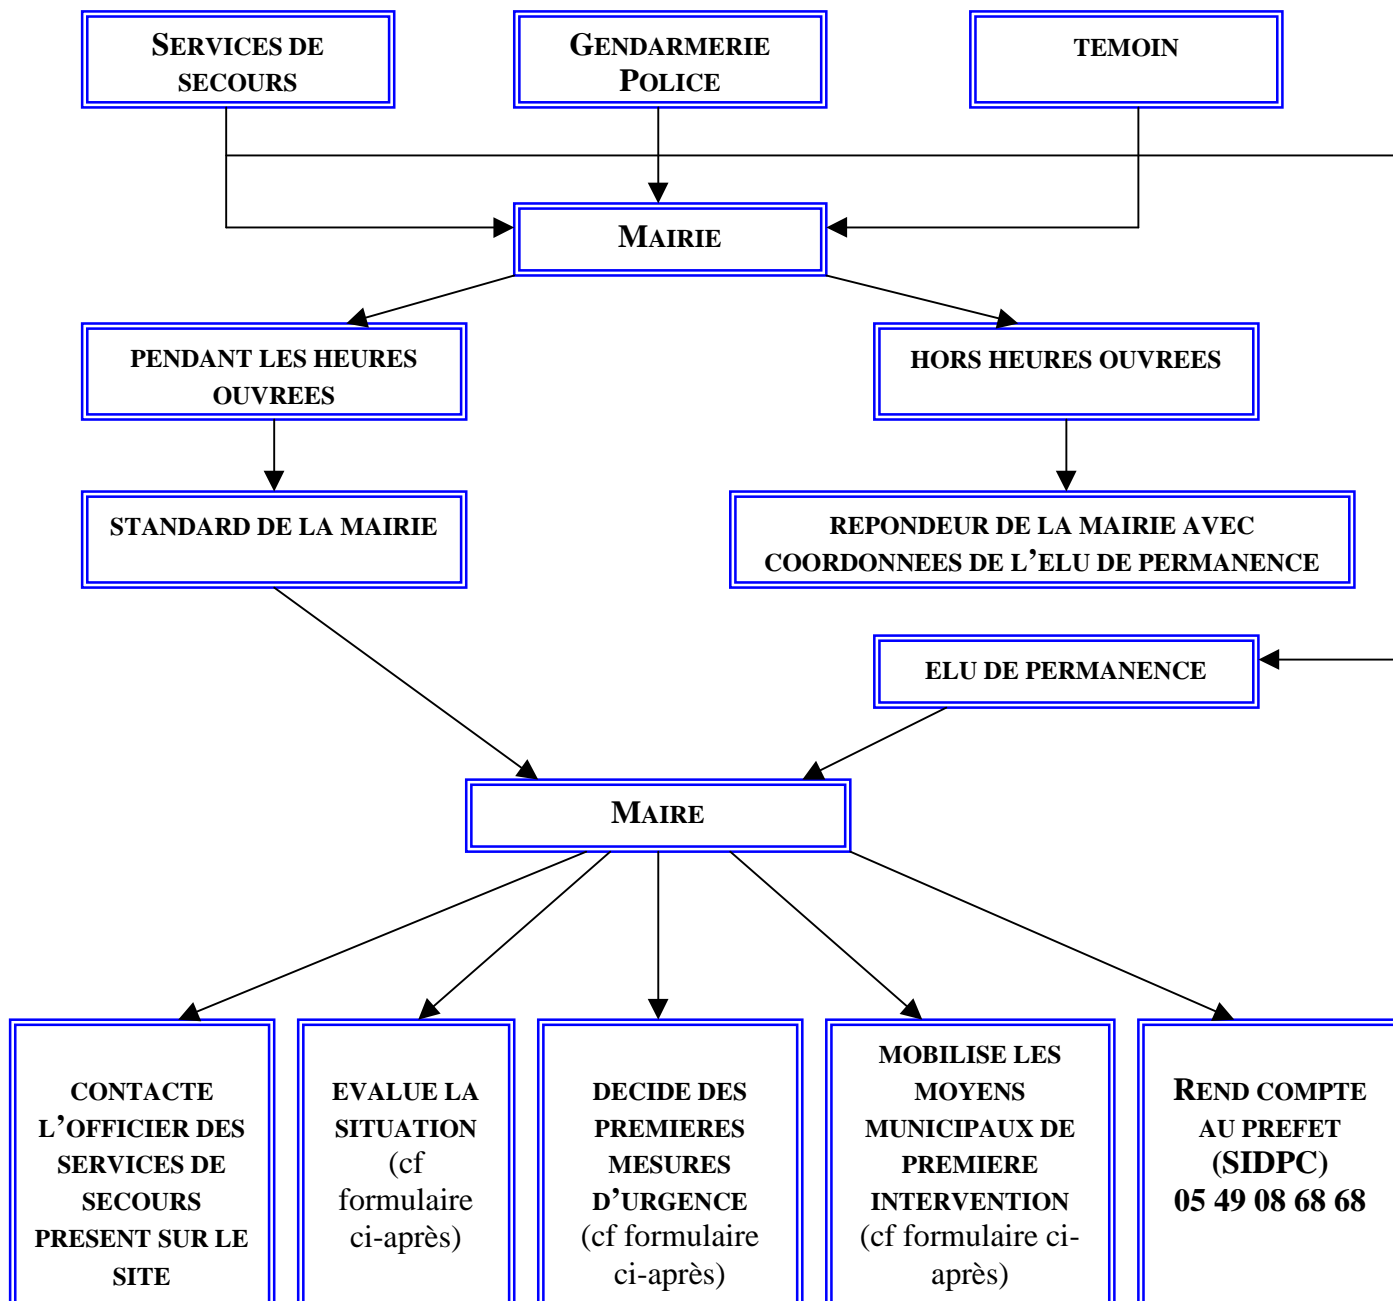 SERVICES DE
SECOURS
GENDARMERIE
POLICE
TEMOIN
MAIRIE
PENDANT LES HEURES
OUVREES
HORS HEURES OUVREES
STANDARD DE LA MAIRIE
REPONDEUR DE LA MAIRIE AVEC
COORDONNEES DE L'ELU DE PERMANENCE
ELU DE PERMANENCE
MAIRE
CONTACTE
L'OFFICIER DES
SERVICES DE
SECOURS
PRESENT SUR LE
SITE
EVALUE LA
SITUATION
(cf
formulaire
ci-après)
DECIDE DES
PREMIERES
MESURES
D'URGENCE
(cf formulaire
ci-après)
MOBILISE LES
MOYENS
MUNICIPAUX DE
PREMIERE
INTERVENTION
(cf formulaire ci-
après)
REND COMPTE
AU PREFET
(SIDPC)
05 49 08 68 68